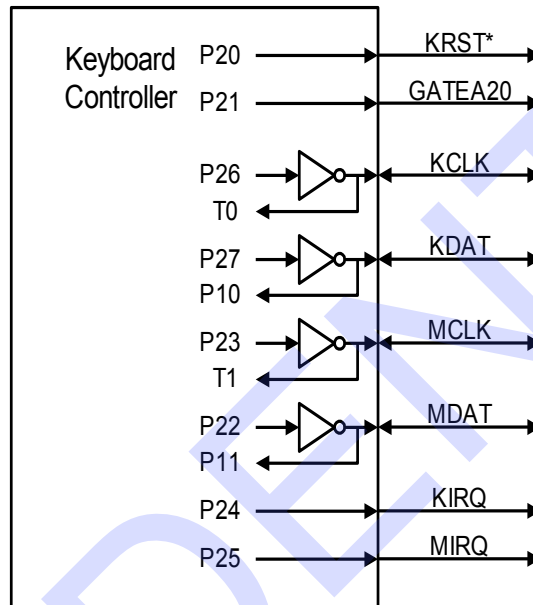 Keyboard
Controller
P20 KRST*
P21 GATEA20
P26 KCLK
T0
P27 KDAT
P10
P23 MCLK
T1
P22 MDAT
P11
P24 KIRQ
P25 MIRQ